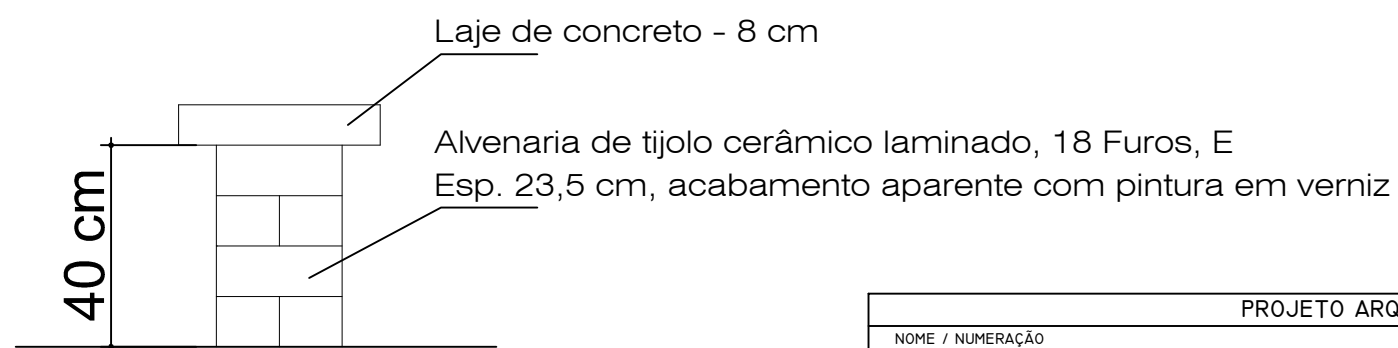 Laje de concreto - 8 cm
Alvenaria de tijolo cerâmico laminado, 18 Furos, E
Esp. 23,5 cm, acabamento aparente com pintura em verniz
40 cm
PROJETO ARQ
NOME / NUMERAÇÃO